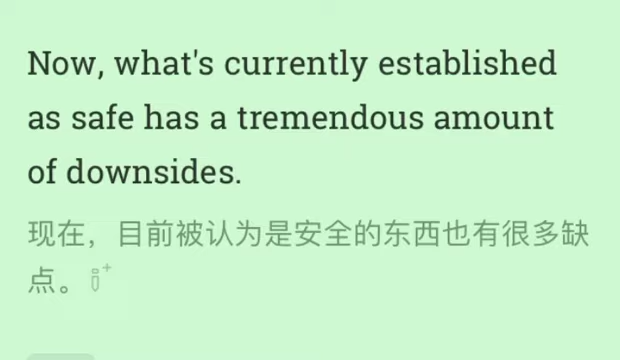 Now, what's currently established
as safe has a tremendous amount
of downsides.
现在，目前被认为是安全的东西也有很多缺
点。